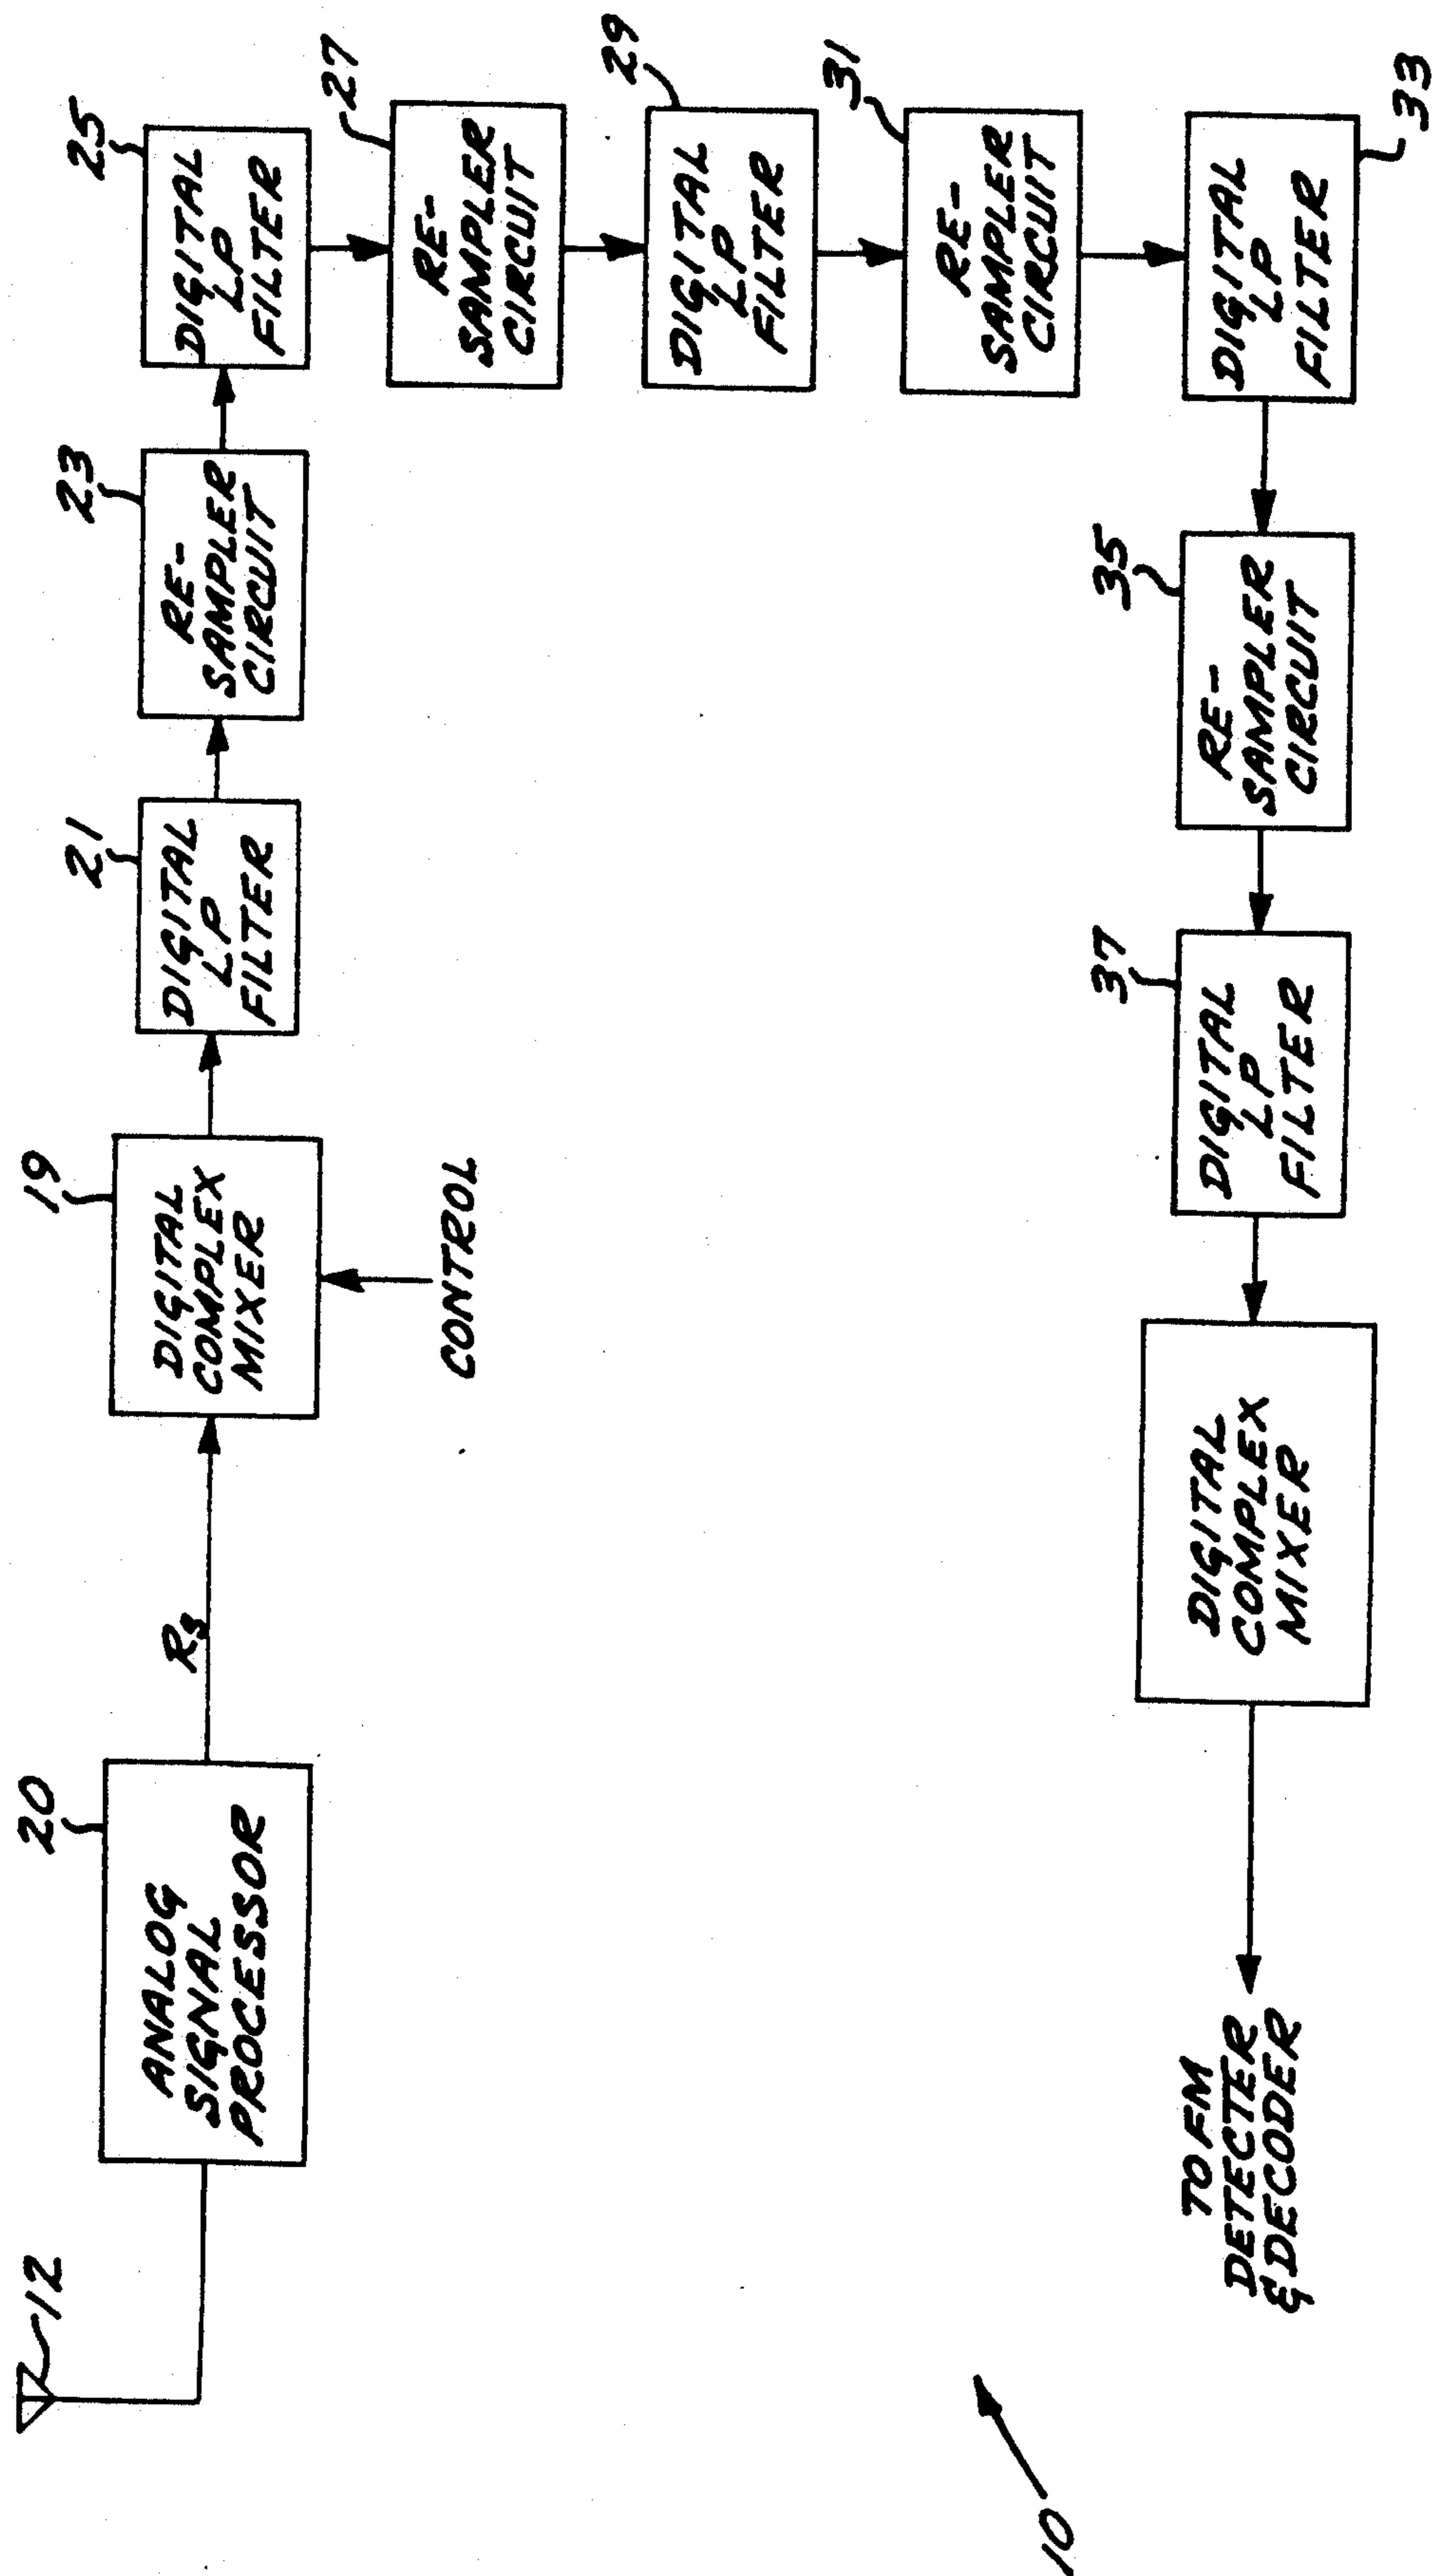 12
20
ANALOG
SIGNAL
PROCESSOR
Rs
19
DIGITAL
COMPLEX
MIXER
CONTROL
21
DIGITAL
LP
FILTER
23
RE-
SAMPLER
CIRCUIT
25
DIGITAL
LP
FILTER
27
RE-
SAMPLER
CIRCUIT
29
DIGITAL
LP
FILTER
31
RE-
SAMPLER
CIRCUIT
33
DIGITAL
LP
FILTER
35
RE-
SAMPLER
CIRCUIT
37
DIGITAL
LP
FILTER
DIGITAL
COMPLEX
MIXER
TO FM
DETECTER
& DECODER
10